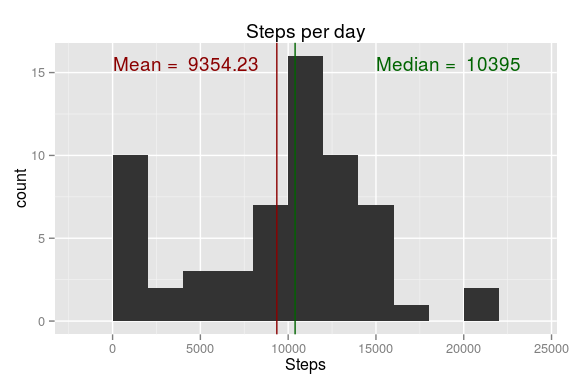 Steps per day
Mean = 9354.23
Median = 10395
15
10
5
0
count
0 5000 10000 15000 20000 25000
Steps